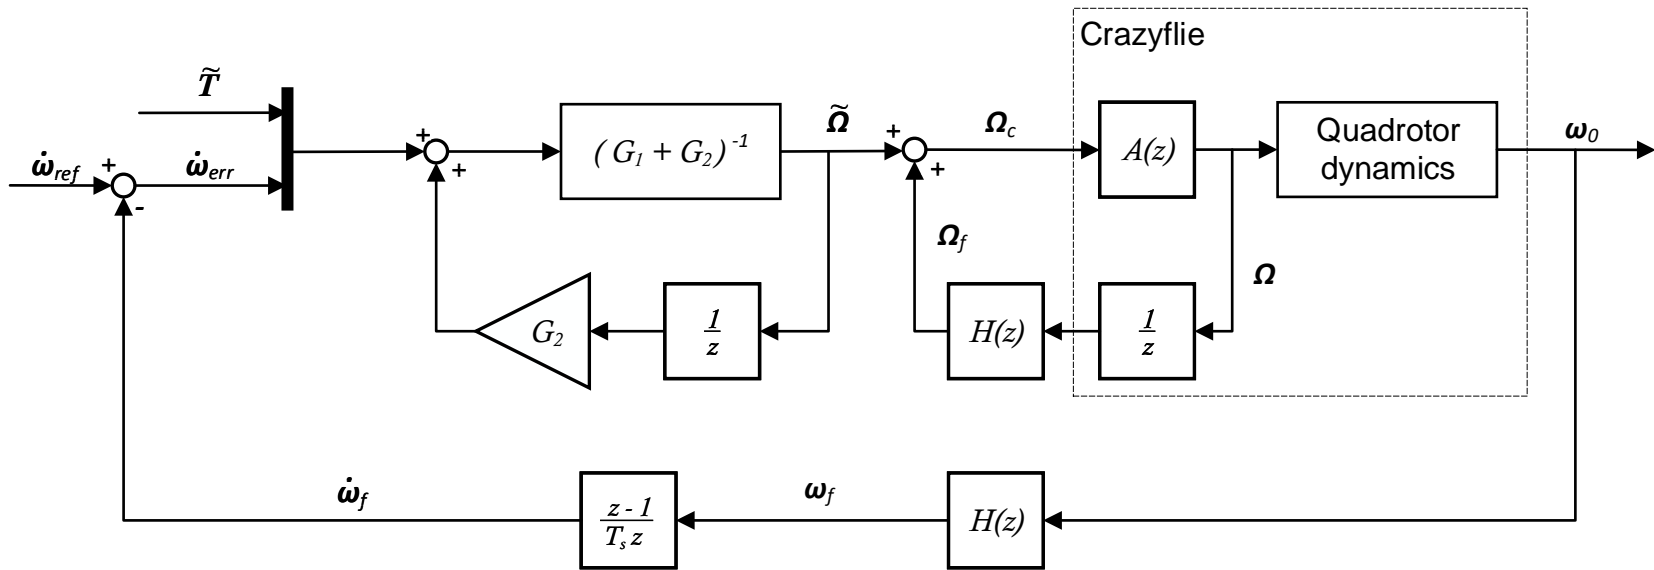 Crazyflie
T̃
+
ω̇ref
+
-
ω̇err
+
+
( G1 + G2 ) -1
Ω̃
+
+
Ωc
A(z)
Quadrotor
dynamics
ω0
Ωf
Ω
G2
1
z
H(z)
1
z
ω̇f
z - 1
Ts z
ωf
H(z)